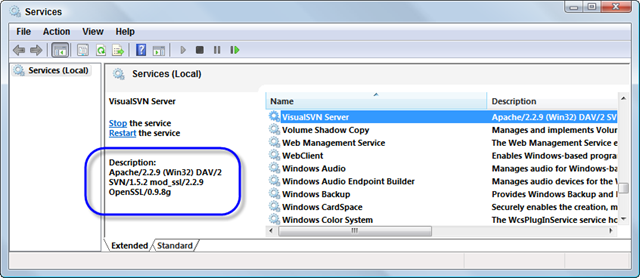 Services
File Action View Help
Services (Local)
Services (Local)
VisualSVN Server
Stop the service
Restart the service
Description:
Apache/2.2.9 (Win32) DAV/2
SVN/1.5.2 mod_ssl/2.2.9
OpenSSL/0.9.8g
Name Description
VisualSVN Server Apache/2.2.9 (Win32) DAV/2 SV
Volume Shadow Copy Manages and implements Volun
Web Management Service The Web Management Service e
WebClient Enables Windows-based progra
Windows Audio Manages audio for Windows-ba
Windows Audio Endpoint Builder Manages audio devices for the W
Windows Backup Provides Windows Backup and
Windows CardSpace Securely enables the creation, m
Windows Color System The WcsPlugInService service ho
Extended Standard